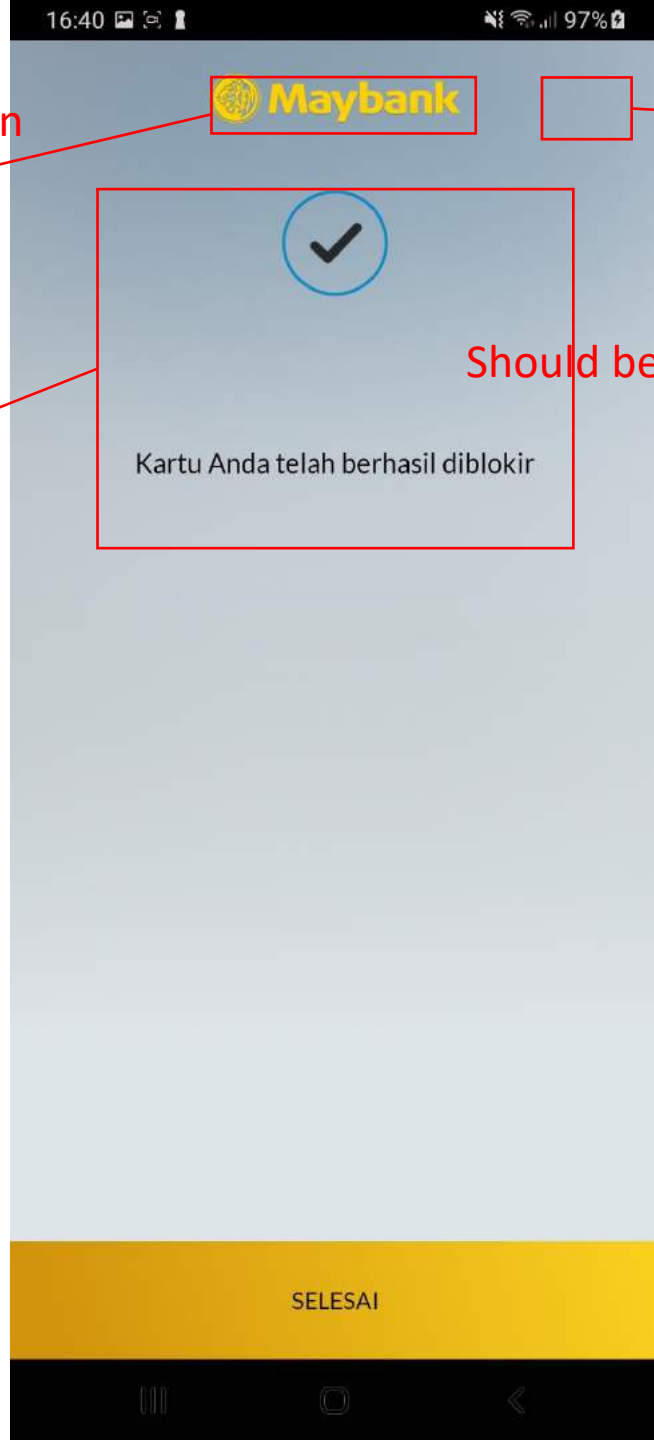 16:40 97%
n
Maybank
Should be
Kartu Anda telah berhasil diblokir
SELESAI